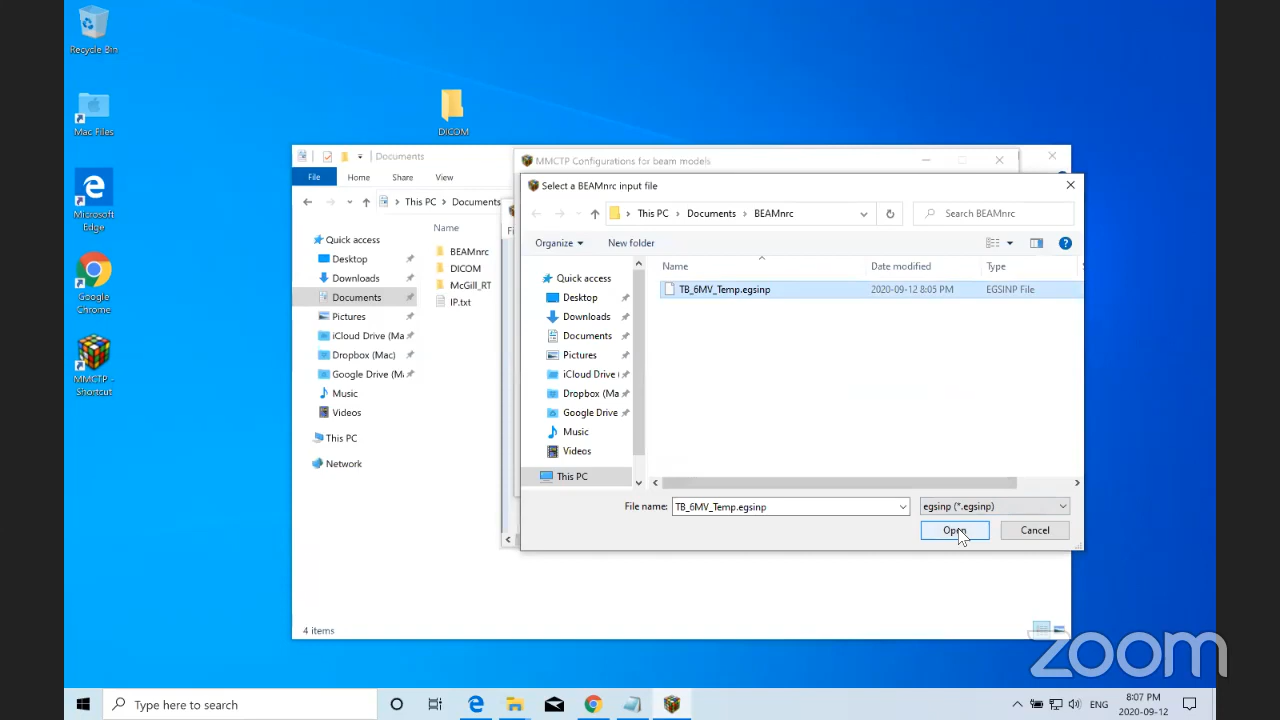 Recycle Bin
Mac Files
Microsoft
Edge
Google
Chrome
MMCTP -
Shortcut
DICOM
Documents
File
Home
Share
View
This PC
Documents
Name
Quick access
Desktop
Downloads
Documents
Pictures
iCloud Drive (Ma
Dropbox (Mac)
Google Drive (Ma
Music
Videos
This PC
Network
BEAMnrc
DICOM
McGill_RT
IP.txt
4 items
MMCTP Configurations for beam models
Select a BEAMnrc input file
This PC
Documents
BEAMnrc
Search BEAMnrc
Organize
New folder
Name
Date modified
Type
Quick access
Desktop
Downloads
Documents
Pictures
iCloud Drive (
Dropbox (Ma
Google Drive
Music
Videos
This PC
TB_6MV_Temp.egsinp
2020-09-12 8:05 PM
EGSINP File
File name:
TB_6MV_Temp.egsinp
egsinp (*.egsinp)
Open
Cancel
zoom
Type here to search
ENG
8:07 PM
2020-09-12